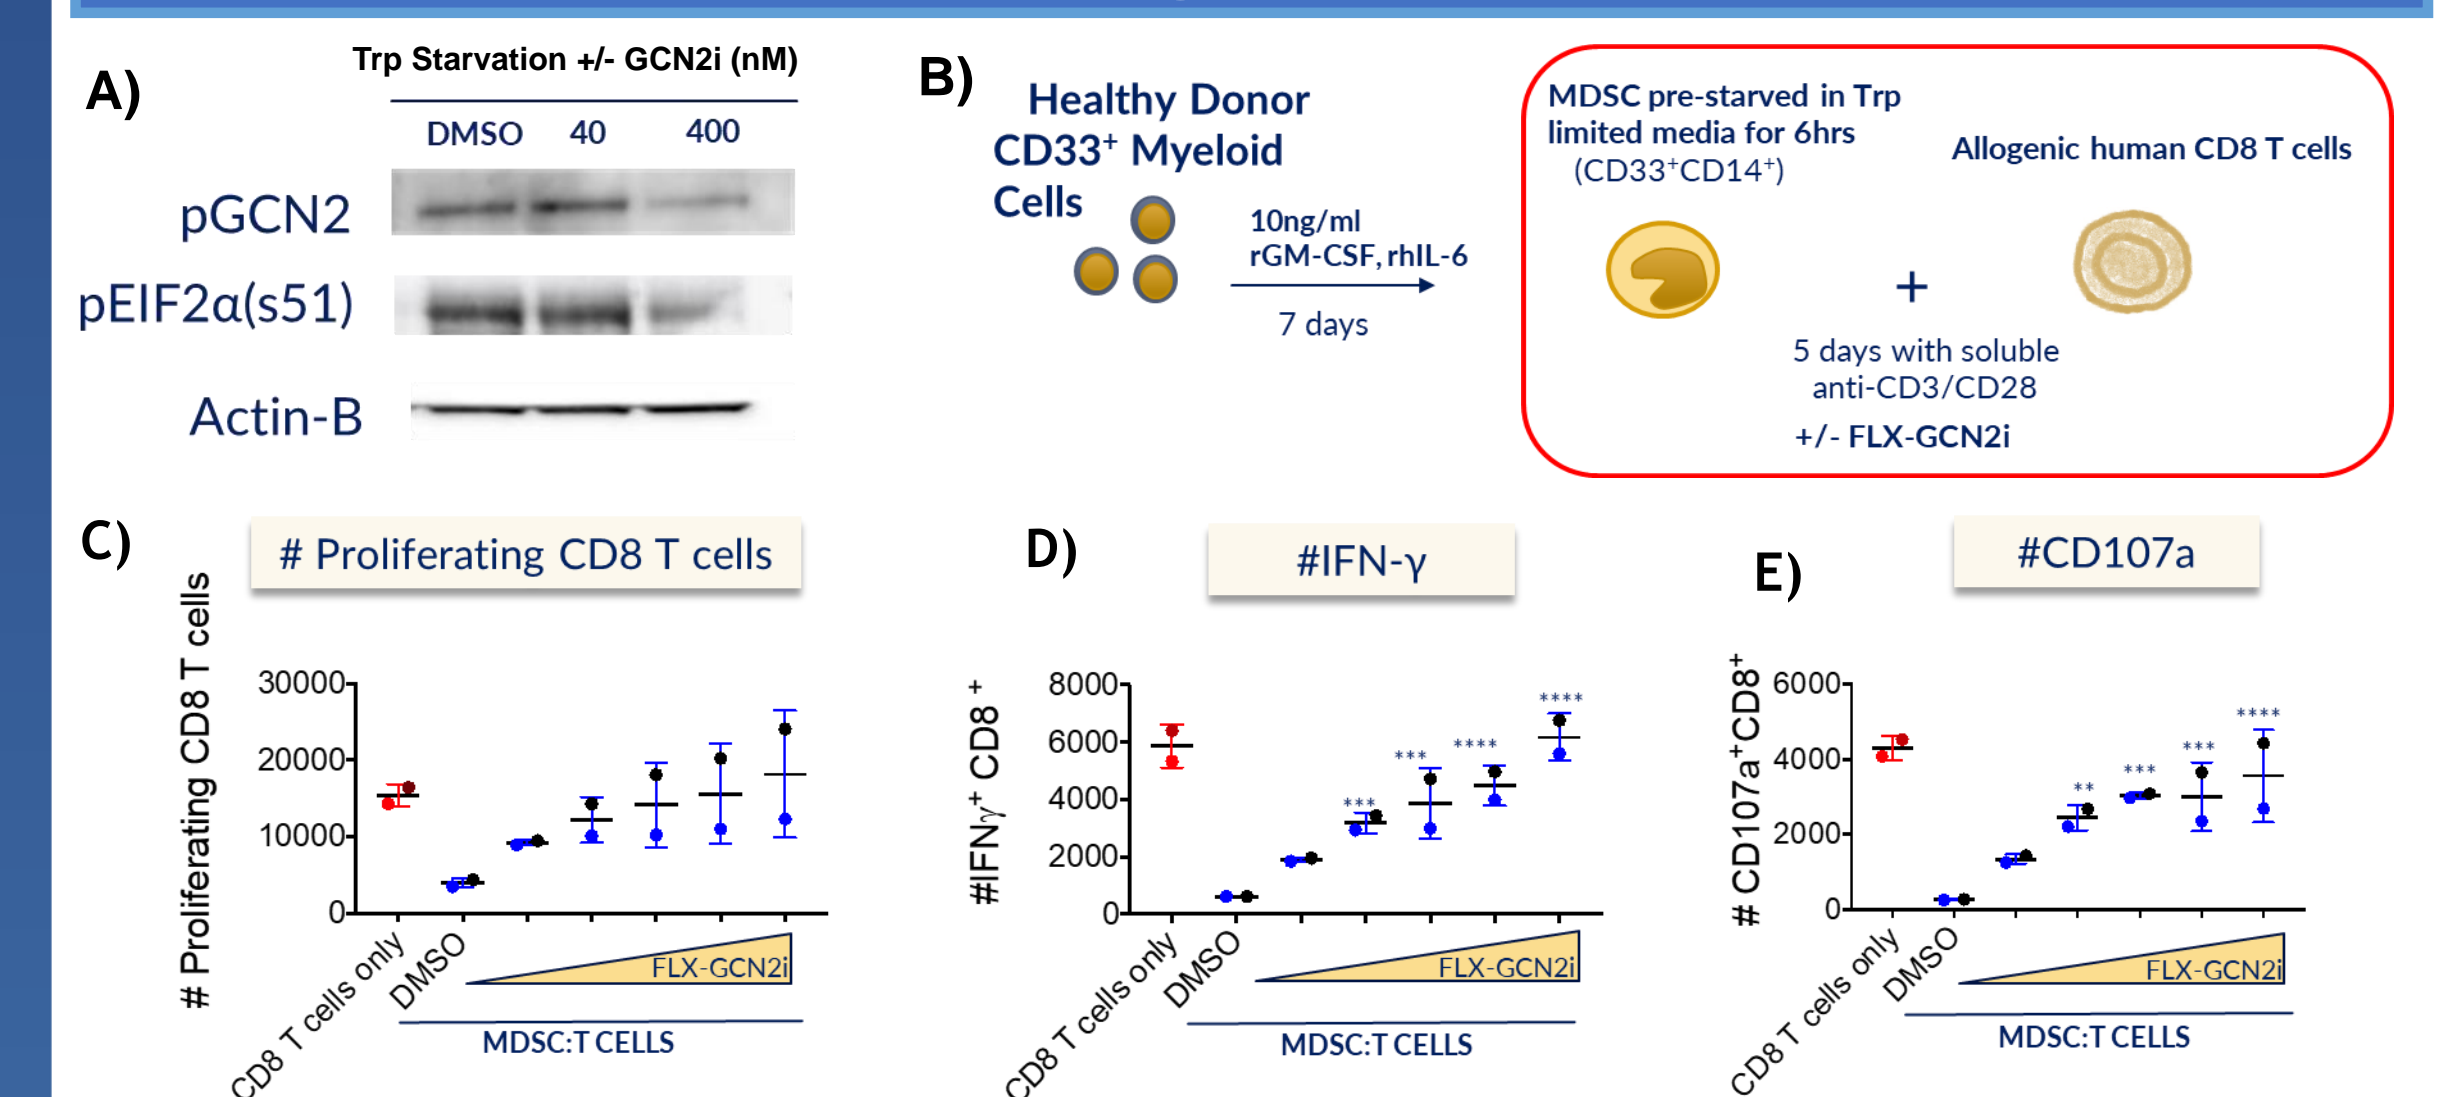 A)
Trp Starvation +/- GCN2i (nM)
DMSO 40 400
pGCN2
pEIF2α(s51)
Actin-B
B)
Healthy Donor
CD33⁺ Myeloid
Cells
10ng/ml
rGM-CSF, rhIL-6
7 days
MDSC pre-starved in Trp
limited media for 6hrs
(CD33⁺CD14⁺)
Allogenic human CD8 T cells
+
5 days with soluble
anti-CD3/CD28
+/- FLX-GCN2i
C)
# Proliferating CD8 T cells
# Proliferating CD8 T cells
30000
20000
10000
0
CD8 T cells only
DMSO
FLX-GCN2i
MDSC:T CELLS
D)
#IFN-γ
#IFNγ⁺ CD8⁺
8000
6000
4000
2000
0
***
***
****
****
CD8 T cells only
DMSO
FLX-GCN2i
MDSC:T CELLS
E)
#CD107a
# CD107a⁺CD8⁺
6000
4000
2000
0
**
***
***
****
CD8 T cells only
DMSO
FLX-GCN2i
MDSC:T CELLS